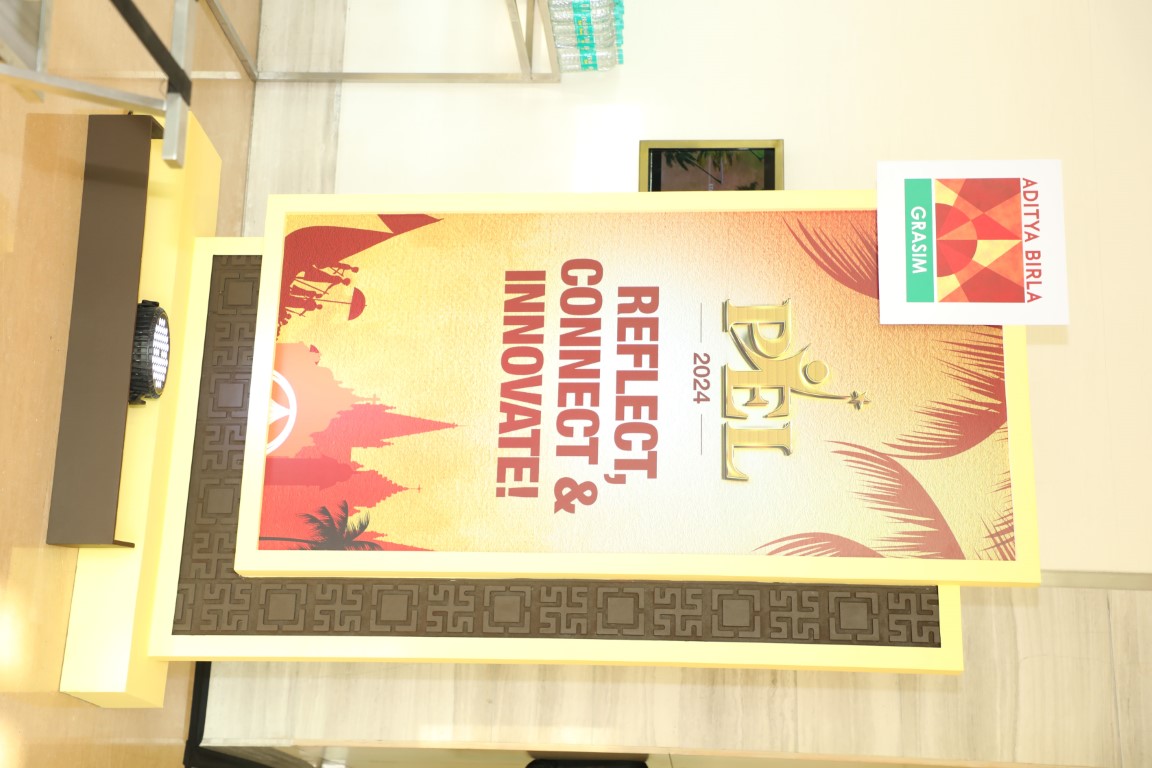 ADITYA BIRLA
GRASIM
PEL
2024
REFLECT,
CONNECT &
INNOVATE!